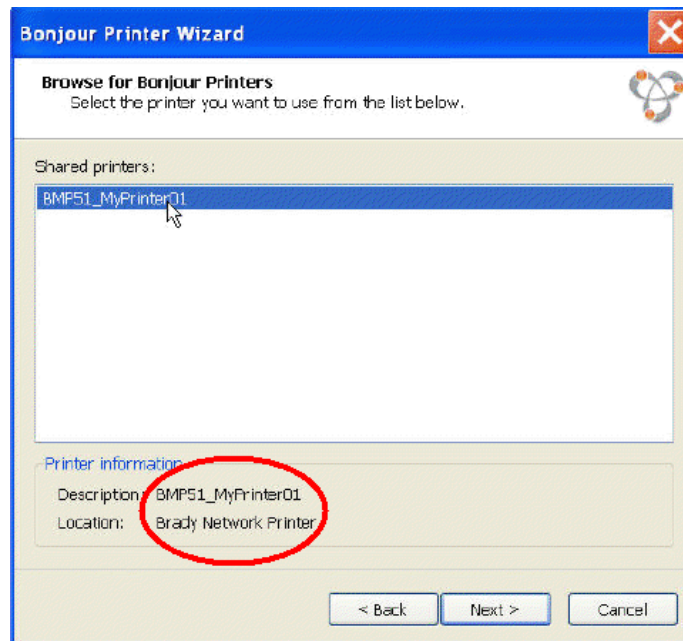 Bonjour Printer Wizard
Browse for Bonjour Printers
Select the printer you want to use from the list below.
Shared printers:
BMP51_MyPrinter01
Printer information
Description: BMP51_MyPrinter01
Location: Brady Network Printer
< Back Next > Cancel